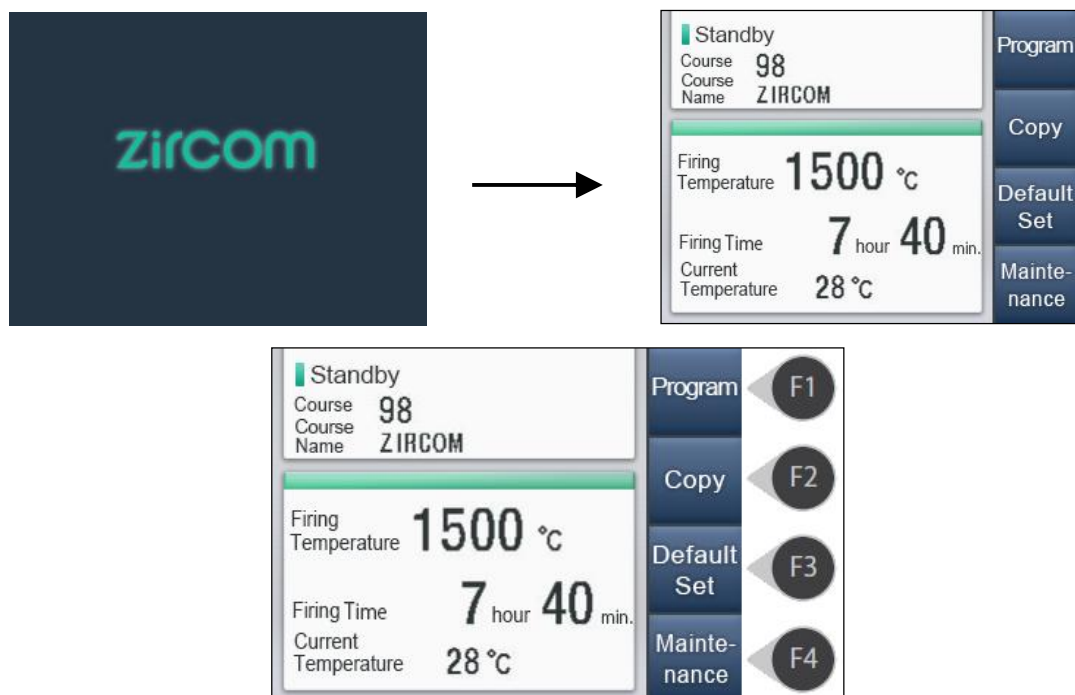 zircom
Standby
Course 98
Course
Name ZIRCOM
Firing
Temperature 1500 °C
Firing Time 7 hour 40 min.
Current
Temperature 28 °C
Program
Copy
Default
Set
Mainte-
nance
Standby
Course 98
Course
Name ZIRCOM
Firing
Temperature 1500 °C
Firing Time 7 hour 40 min.
Current
Temperature 28 °C
Program F1
Copy F2
Default
Set F3
Mainte-
nance F4